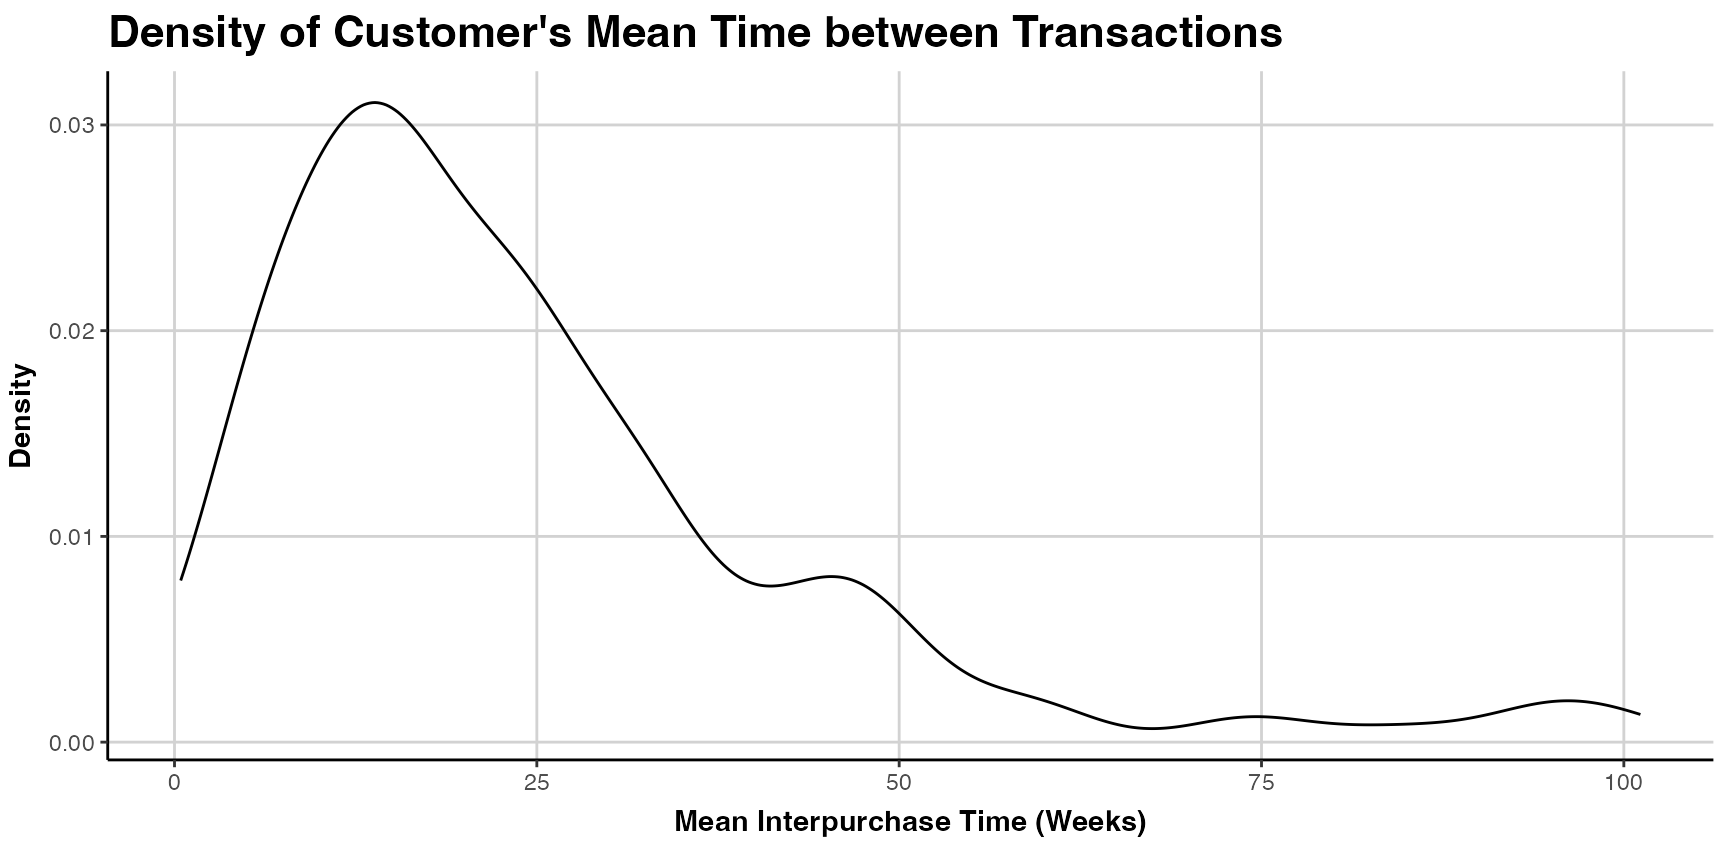 Density of Customer's Mean Time between Transactions
Density
0.03
0.02
0.01
0.00
0 25 50 75 100
Mean Interpurchase Time (Weeks)